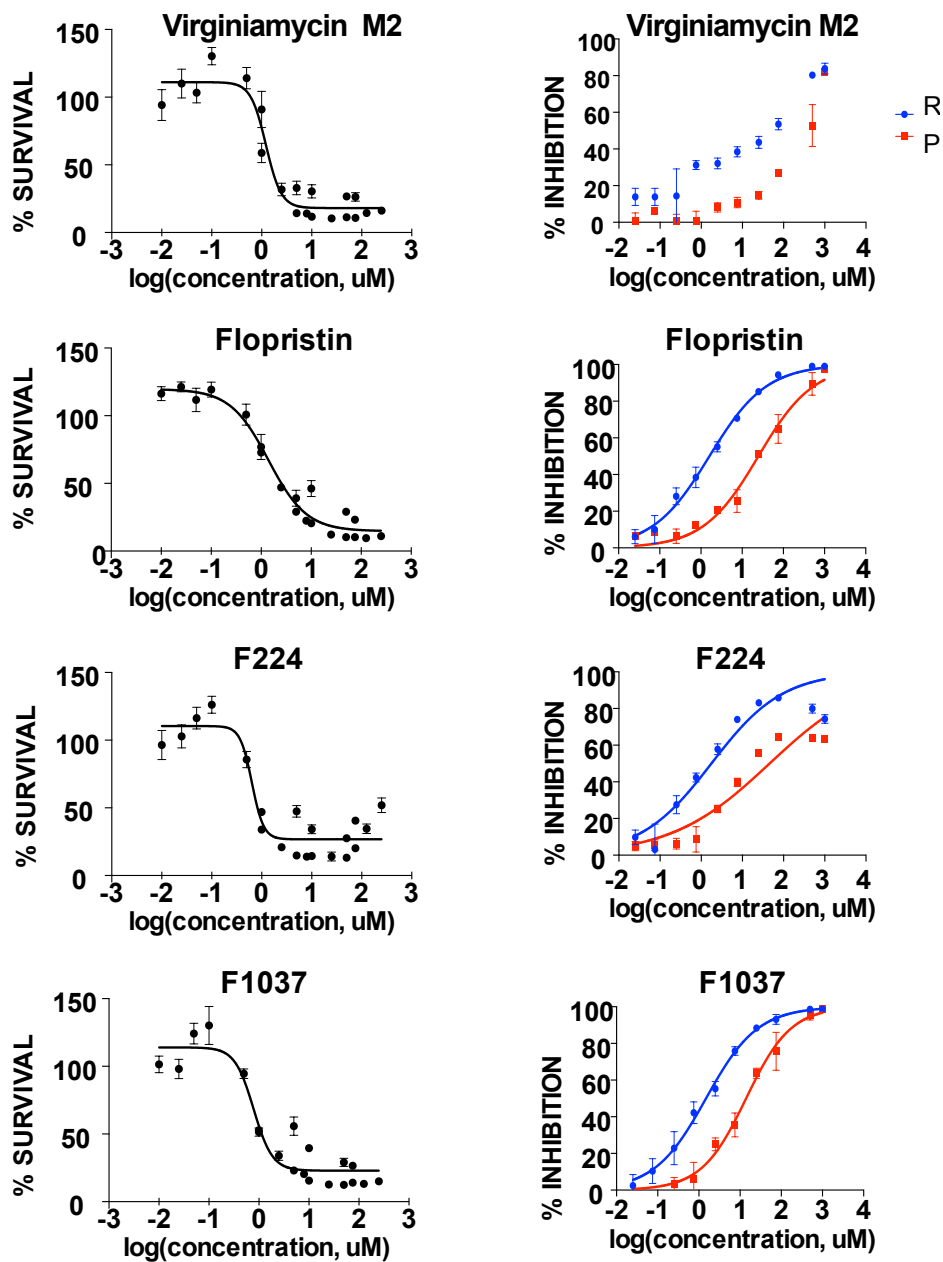 Virginiamycin M2
% SURVIVAL
150
100
50
0
-3 -2 -1 0 1 2 3
log(concentration, uM)
Virginiamycin M2
% INHIBITION
100
80
60
40
20
0
-2 -1 0 1 2 3 4
log(concentration, uM)
R
P
Flopristin
% SURVIVAL
150
100
50
0
-3 -2 -1 0 1 2 3
log(concentration, uM)
Flopristin
% INHIBITION
100
80
60
40
20
0
-2 -1 0 1 2 3 4
log(concentration, uM)
F224
% SURVIVAL
150
100
50
0
-3 -2 -1 0 1 2 3
log(concentration, uM)
F224
% INHIBITION
100
80
60
40
20
0
-2 -1 0 1 2 3 4
log(concentration, uM)
F1037
% SURVIVAL
150
100
50
0
-3 -2 -1 0 1 2 3
log(concentration, uM)
F1037
% INHIBITION
100
80
60
40
20
0
-2 -1 0 1 2 3 4
log(concentration, uM)